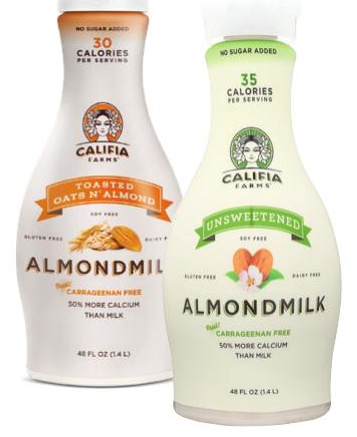 NO SUGAR ADDED
30
CALORIES
PER SERVING
CALIFIA
FARMS
TOASTED
OATS N' ALMOND
SOY FREE
GLUTEN FREE
DAIRY F
ALMONDMIL
CARRAGEENAN FREE
50% MORE CALCIUM
THAN MILK
48 FL OZ (1.4 L)
NO SUGAR ADDED
35
CALORIES
PER SERVING
CALIFIA
FARMS®
UNSWEETENED
SOY FREE
GLUTEN FREE
DAIRY FREE
ALMONDMILK
CARRAGEENAN FREE
50% MORE CALCIUM
THAN MILK
48 FL OZ (1.4 L)